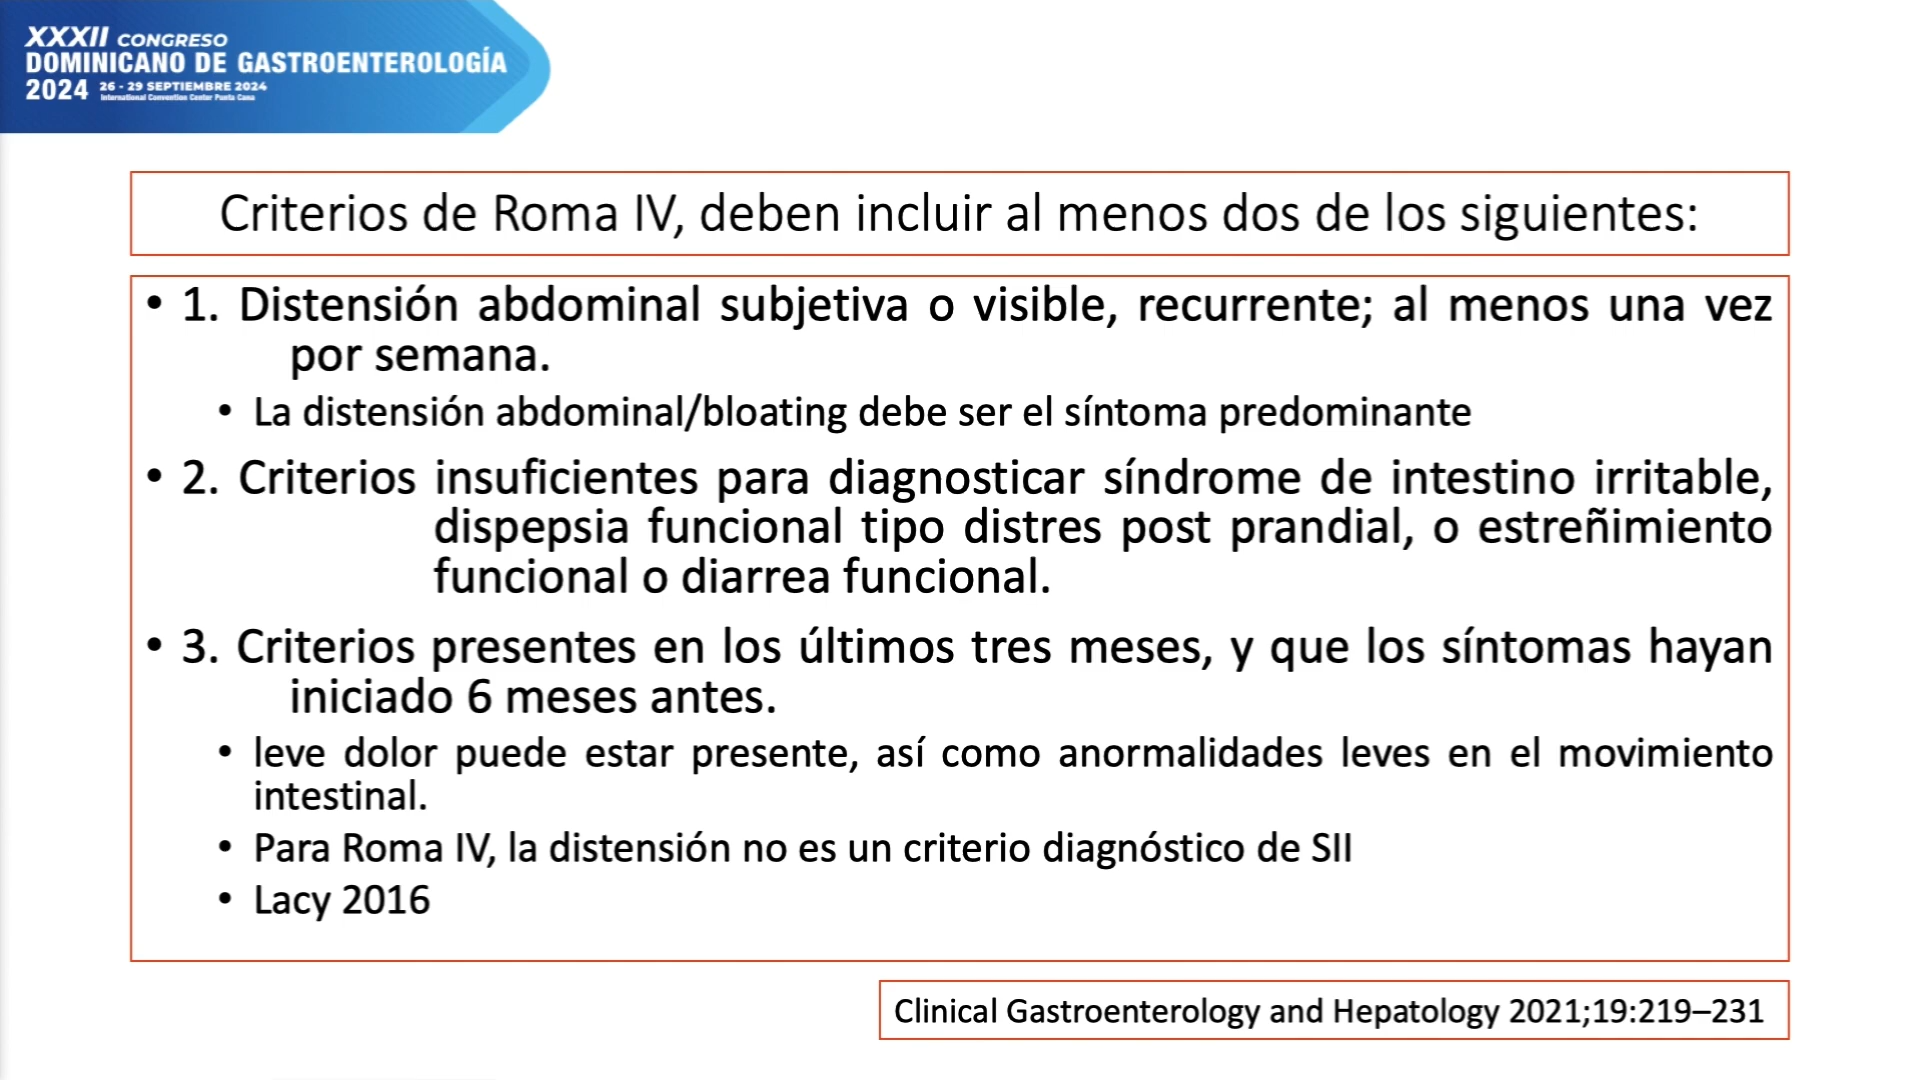 XXXII CONGRESO
DOMINICANO DE GASTROENTEROLOGÍA
2024 26 - 29 SEPTIEMBRE 2024
International Convention Center Punta Cana
Criterios de Roma IV, deben incluir al menos dos de los siguientes:
• 1. Distensión abdominal subjetiva o visible, recurrente; al menos una vez
por semana.
• La distensión abdominal/bloating debe ser el síntoma predominante
• 2. Criterios insuficientes para diagnosticar síndrome de intestino irritable,
dispepsia funcional tipo distres post prandial, o estreñimiento
funcional o diarrea funcional.
• 3. Criterios presentes en los últimos tres meses, y que los síntomas hayan
iniciado 6 meses antes.
• leve dolor puede estar presente, así como anormalidades leves en el movimiento
intestinal.
• Para Roma IV, la distensión no es un criterio diagnóstico de SII
• Lacy 2016
Clinical Gastroenterology and Hepatology 2021;19:219–231